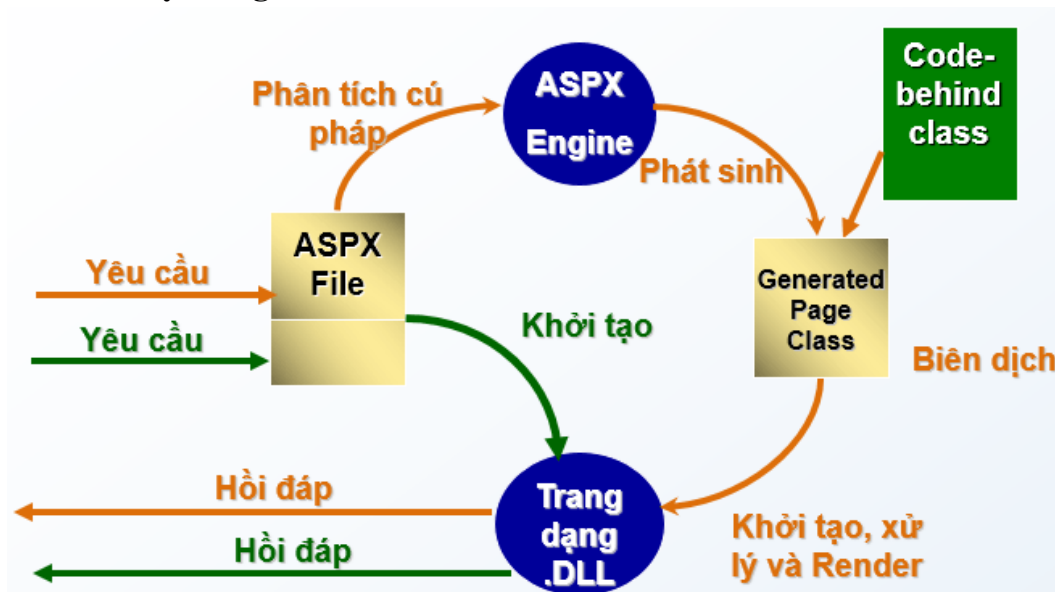 Phân tích cú
pháp
ASPX
Engine
Code-
behind
class
Phát sinh
ASPX
File
Yêu cầu
Yêu cầu
Khởi tạo
Generated
Page
Class
Biên dịch
Hồi đáp
Hồi đáp
Trang
dạng
.DLL
Khởi tạo, xử
lý và Render